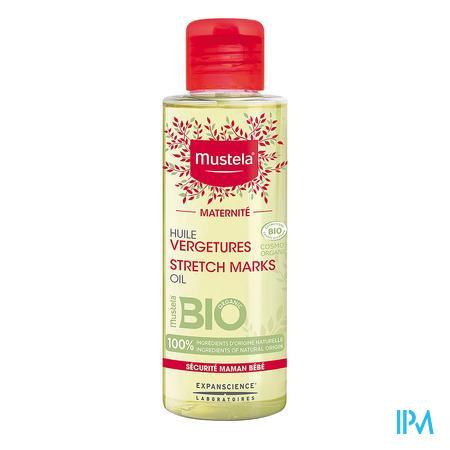 Mustela®
MATERNITÉ
HUILE
VERGETURES
STRETCH MARKS
OIL
BIO
COSMOS
ORGANIC
Mustela BIO ORGANIC
100% INGRÉDIENTS D'ORIGINE NATURELLE
INGREDIENTS OF NATURAL ORIGIN
SÉCURITÉ MAMAN BÉBÉ
EXPANSCIENCE®
LABORATOIRES
IPM